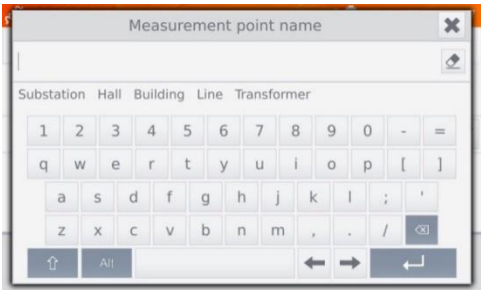 Measurement point name
Substation Hall Building Line Transformer
1 2 3 4 5 6 7 8 9 0 - =
q w e r t y u i o p [ ]
a s d f g h j k l ; '
z x c v b n m , . /
Alt